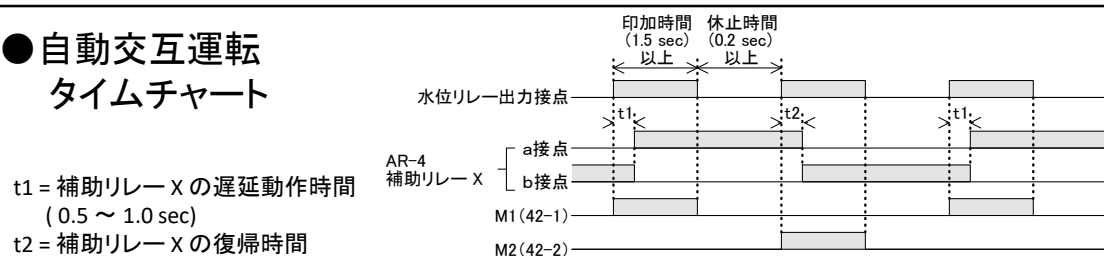 ●自動交互運転
タイムチャート
t1 = 補助リレー X の遅延動作時間
( 0.5 ～ 1.0 sec)
t2 = 補助リレー X の復帰時間
印加時間 休止時間
(1.5 sec) (0.2 sec)
以上 以上
水位リレー出力接点
t1 t2 t1
a接点
AR-4
補助リレー X
b接点
M1(42-1)
M2(42-2)